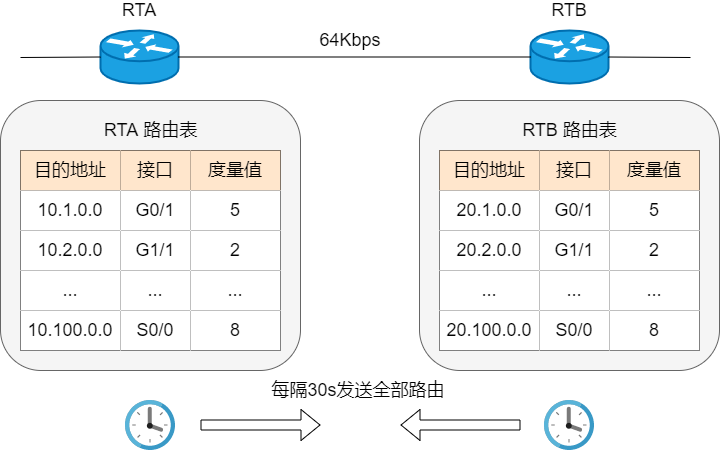 RTA
RTB
64Kbps
RTA 路由表
目的地址 接口 度量值
10.1.0.0 G0/1 5
10.2.0.0 G1/1 2
... ... ...
10.100.0.0 S0/0 8
RTB 路由表
目的地址 接口 度量值
20.1.0.0 G0/1 5
20.2.0.0 G1/1 2
... ... ...
20.100.0.0 S0/0 8
每隔30s发送全部路由